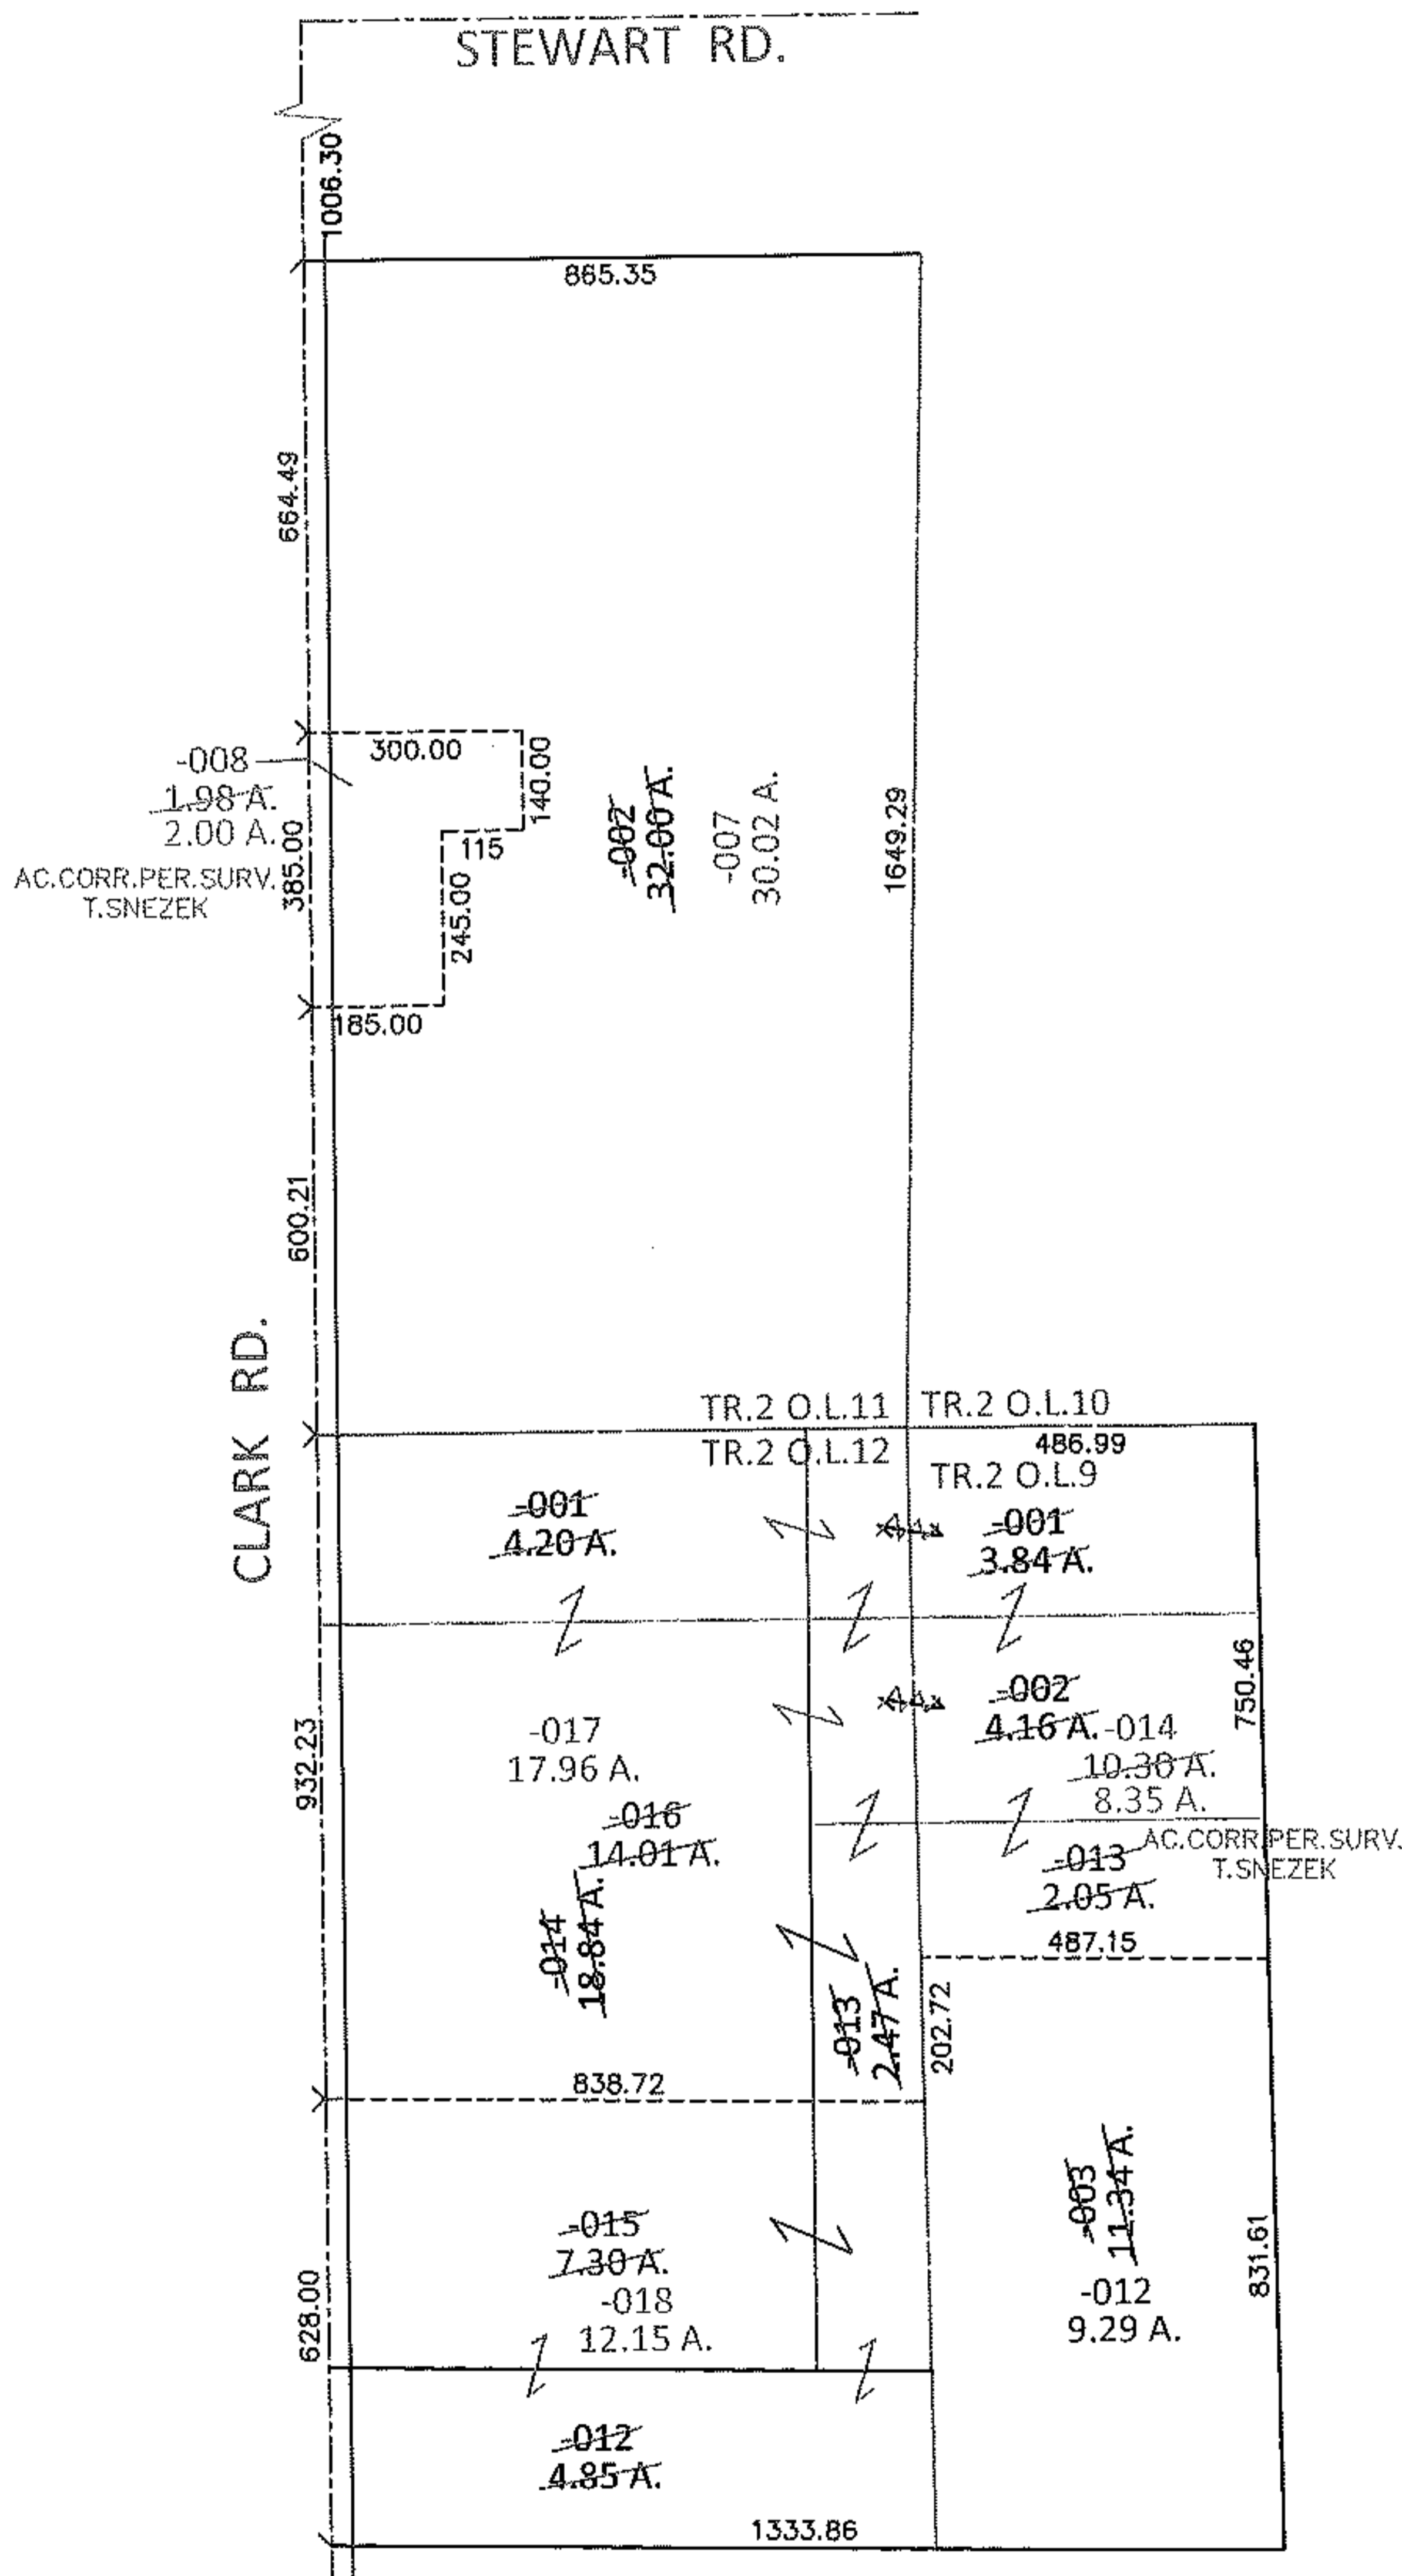 STEWART RD.
1006.30
865.35
664.49
300.00
-008
1.98 A.
2.00 A.
AC.CORR.PER.SURV.
T.SNEZEK
385.00
140.00
115
245.00
185.00
-002
32.00 A.
-007
30.02 A.
1649.29
600.21
CLARK RD.
TR.2 O.L.11
TR.2 O.L.10
TR.2 O.L.12
486.99
TR.2 O.L.9
-001
4.20 A.
-001
3.84 A.
750.46
-002
4.16 A.
-014
10.30 A.
8.35 A.
AC.CORR.PER.SURV.
T.SNEZEK
932.23
-017
17.96 A.
-016
14.01 A.
-014
18.84 A.
-013
2.05 A.
487.15
-013
2.47 A.
202.72
838.72
-003
11.34 A.
-012
9.29 A.
831.61
-015
7.30 A.
-018
12.15 A.
628.00
-012
4.85 A.
1333.86